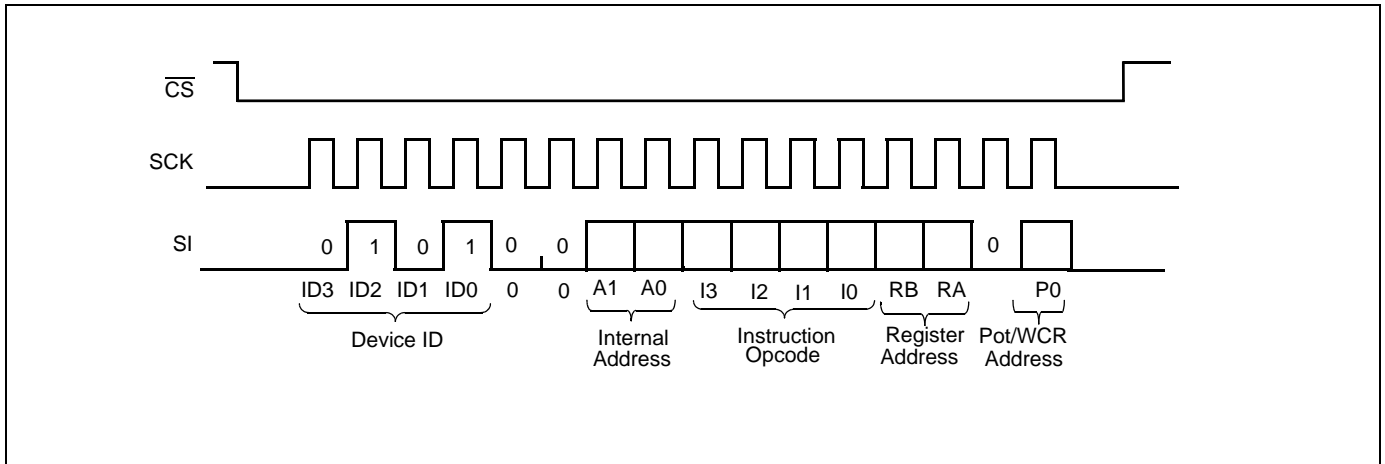 CS
SCK
SI 0 1 0 1 0 0 0
ID3 ID2 ID1 ID0 0 0 A1 A0 I3 I2 I1 I0 RB RA P0
Device ID
Internal
Address
Instruction
Opcode
Register
Address
Pot/WCR
Address